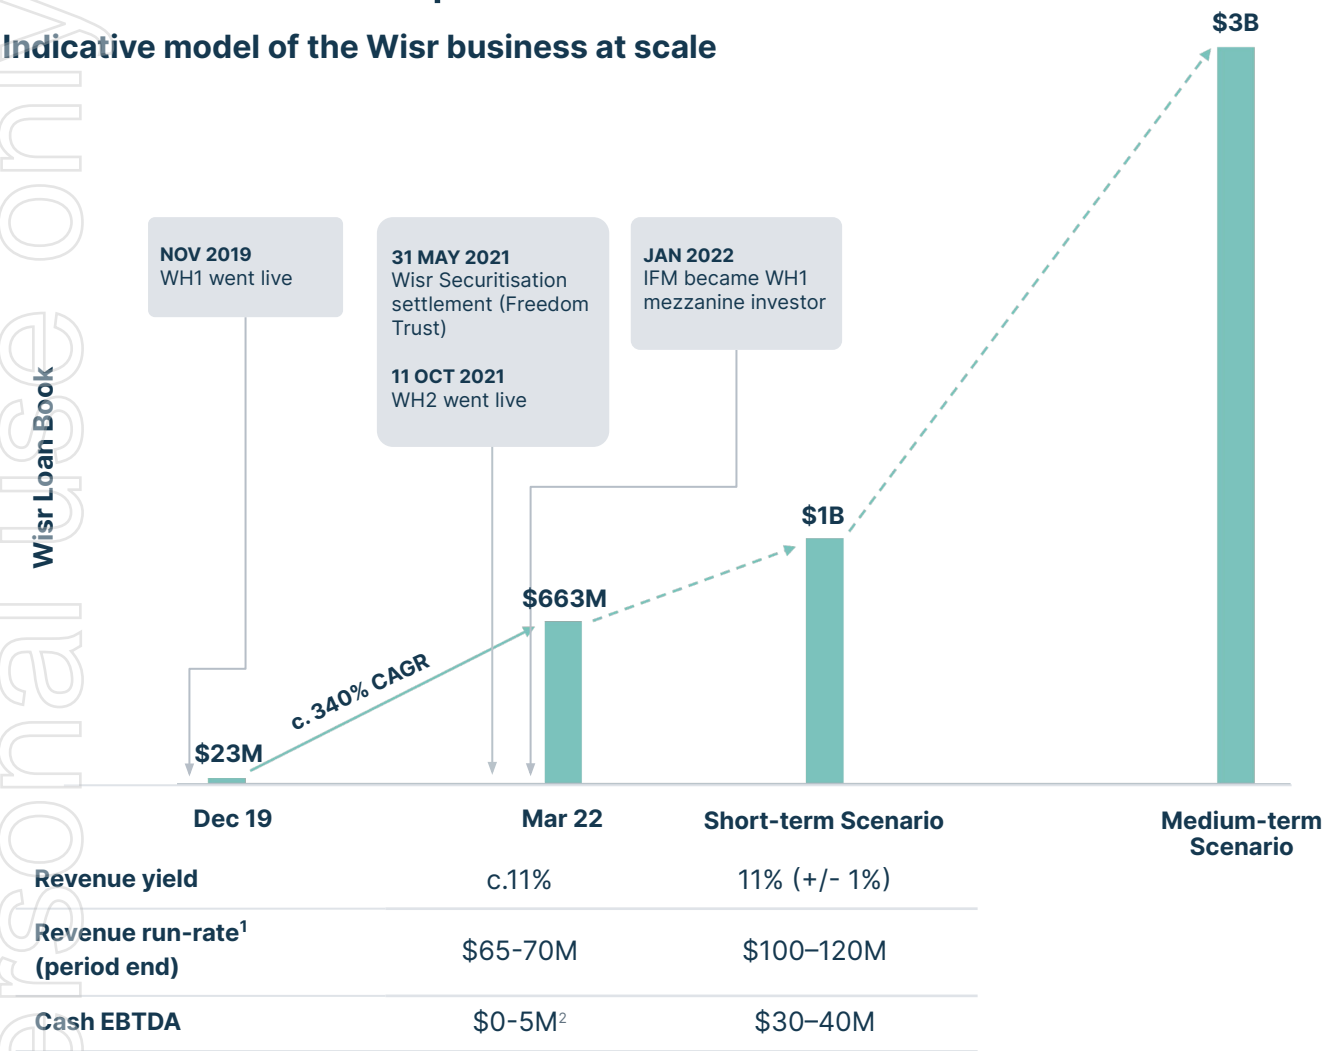 Indicative model of the Wisr business at scale
$3B
NOV 2019
WH1 went live
31 MAY 2021
Wisr Securitisation
settlement (Freedom
Trust)
11 OCT 2021
WH2 went live
JAN 2022
IFM became WH1
mezzanine investor
Wisr Loan Book
$1B
$663M
c. 340% CAGR
$23M
Dec 19
Mar 22
Short-term Scenario
Medium-term
Scenario
Revenue yield
c.11%
11% (+/- 1%)
Revenue run-rate¹
(period end)
$65-70M
$100–120M
Cash EBTDA
$0-5M²
$30–40M
ersonal use only